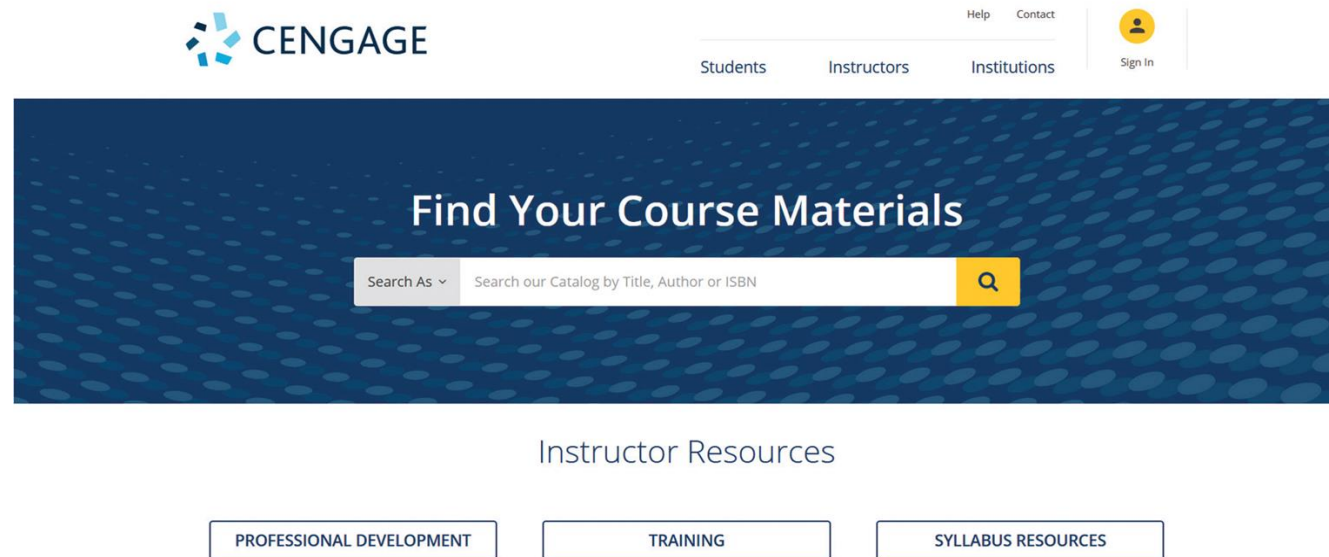 CENGAGE
Help Contact
Students Instructors Institutions
Sign In
Find Your Course Materials
Search As Search our Catalog by Title, Author or ISBN
Instructor Resources
PROFESSIONAL DEVELOPMENT TRAINING SYLLABUS RESOURCES